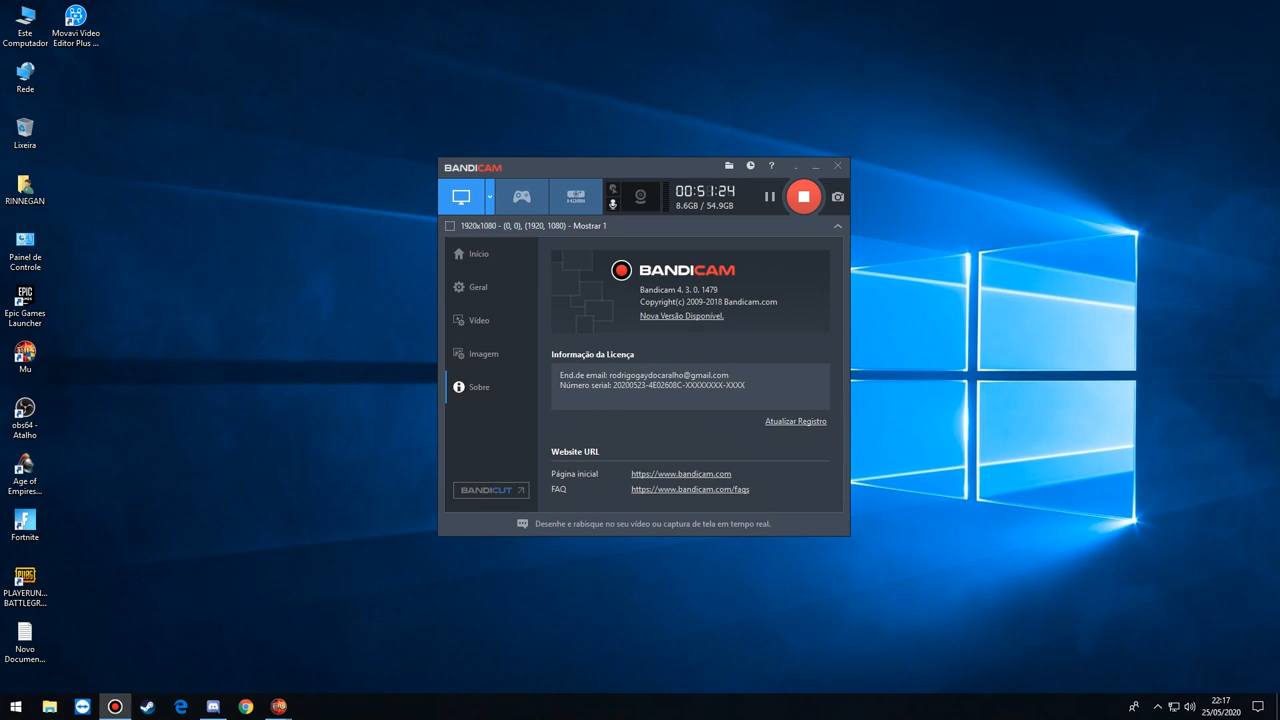 Este
Computador
Movavi Video
Editor Plus ...
Rede
Lixeira
RINNEGAN
Painel de
Controle
EPIC
GAMES
Epic Games
Launcher
Mu
obs64 -
Atalho
Age of
Empires...
Fortnite
PUBG
PLAYERUN...
BATTLEGR...
Novo
Documen...
BANDICAM
?
HDMI
00:51:24
8.6GB / 54.9GB
1920x1080 - (0, 0), (1920, 1080) - Mostrar 1
Início
Geral
Vídeo
Imagem
Sobre
BANDICUT
BANDICAM
Bandicam 4. 3. 0. 1479
Copyright(c) 2009-2018 Bandicam.com
Nova Versão Disponível.
Informação da Licença
End.de email: rodrigogaydocaralho@gmail.com
Número serial: 20200523-4E02608C-XXXXXXXX-XXXX
Atualizar Registro
Website URL
Página inicial https://www.bandicam.com
FAQ https://www.bandicam.com/faqs
Desenhe e rabisque no seu vídeo ou captura de tela em tempo real.
22:17
25/05/2020